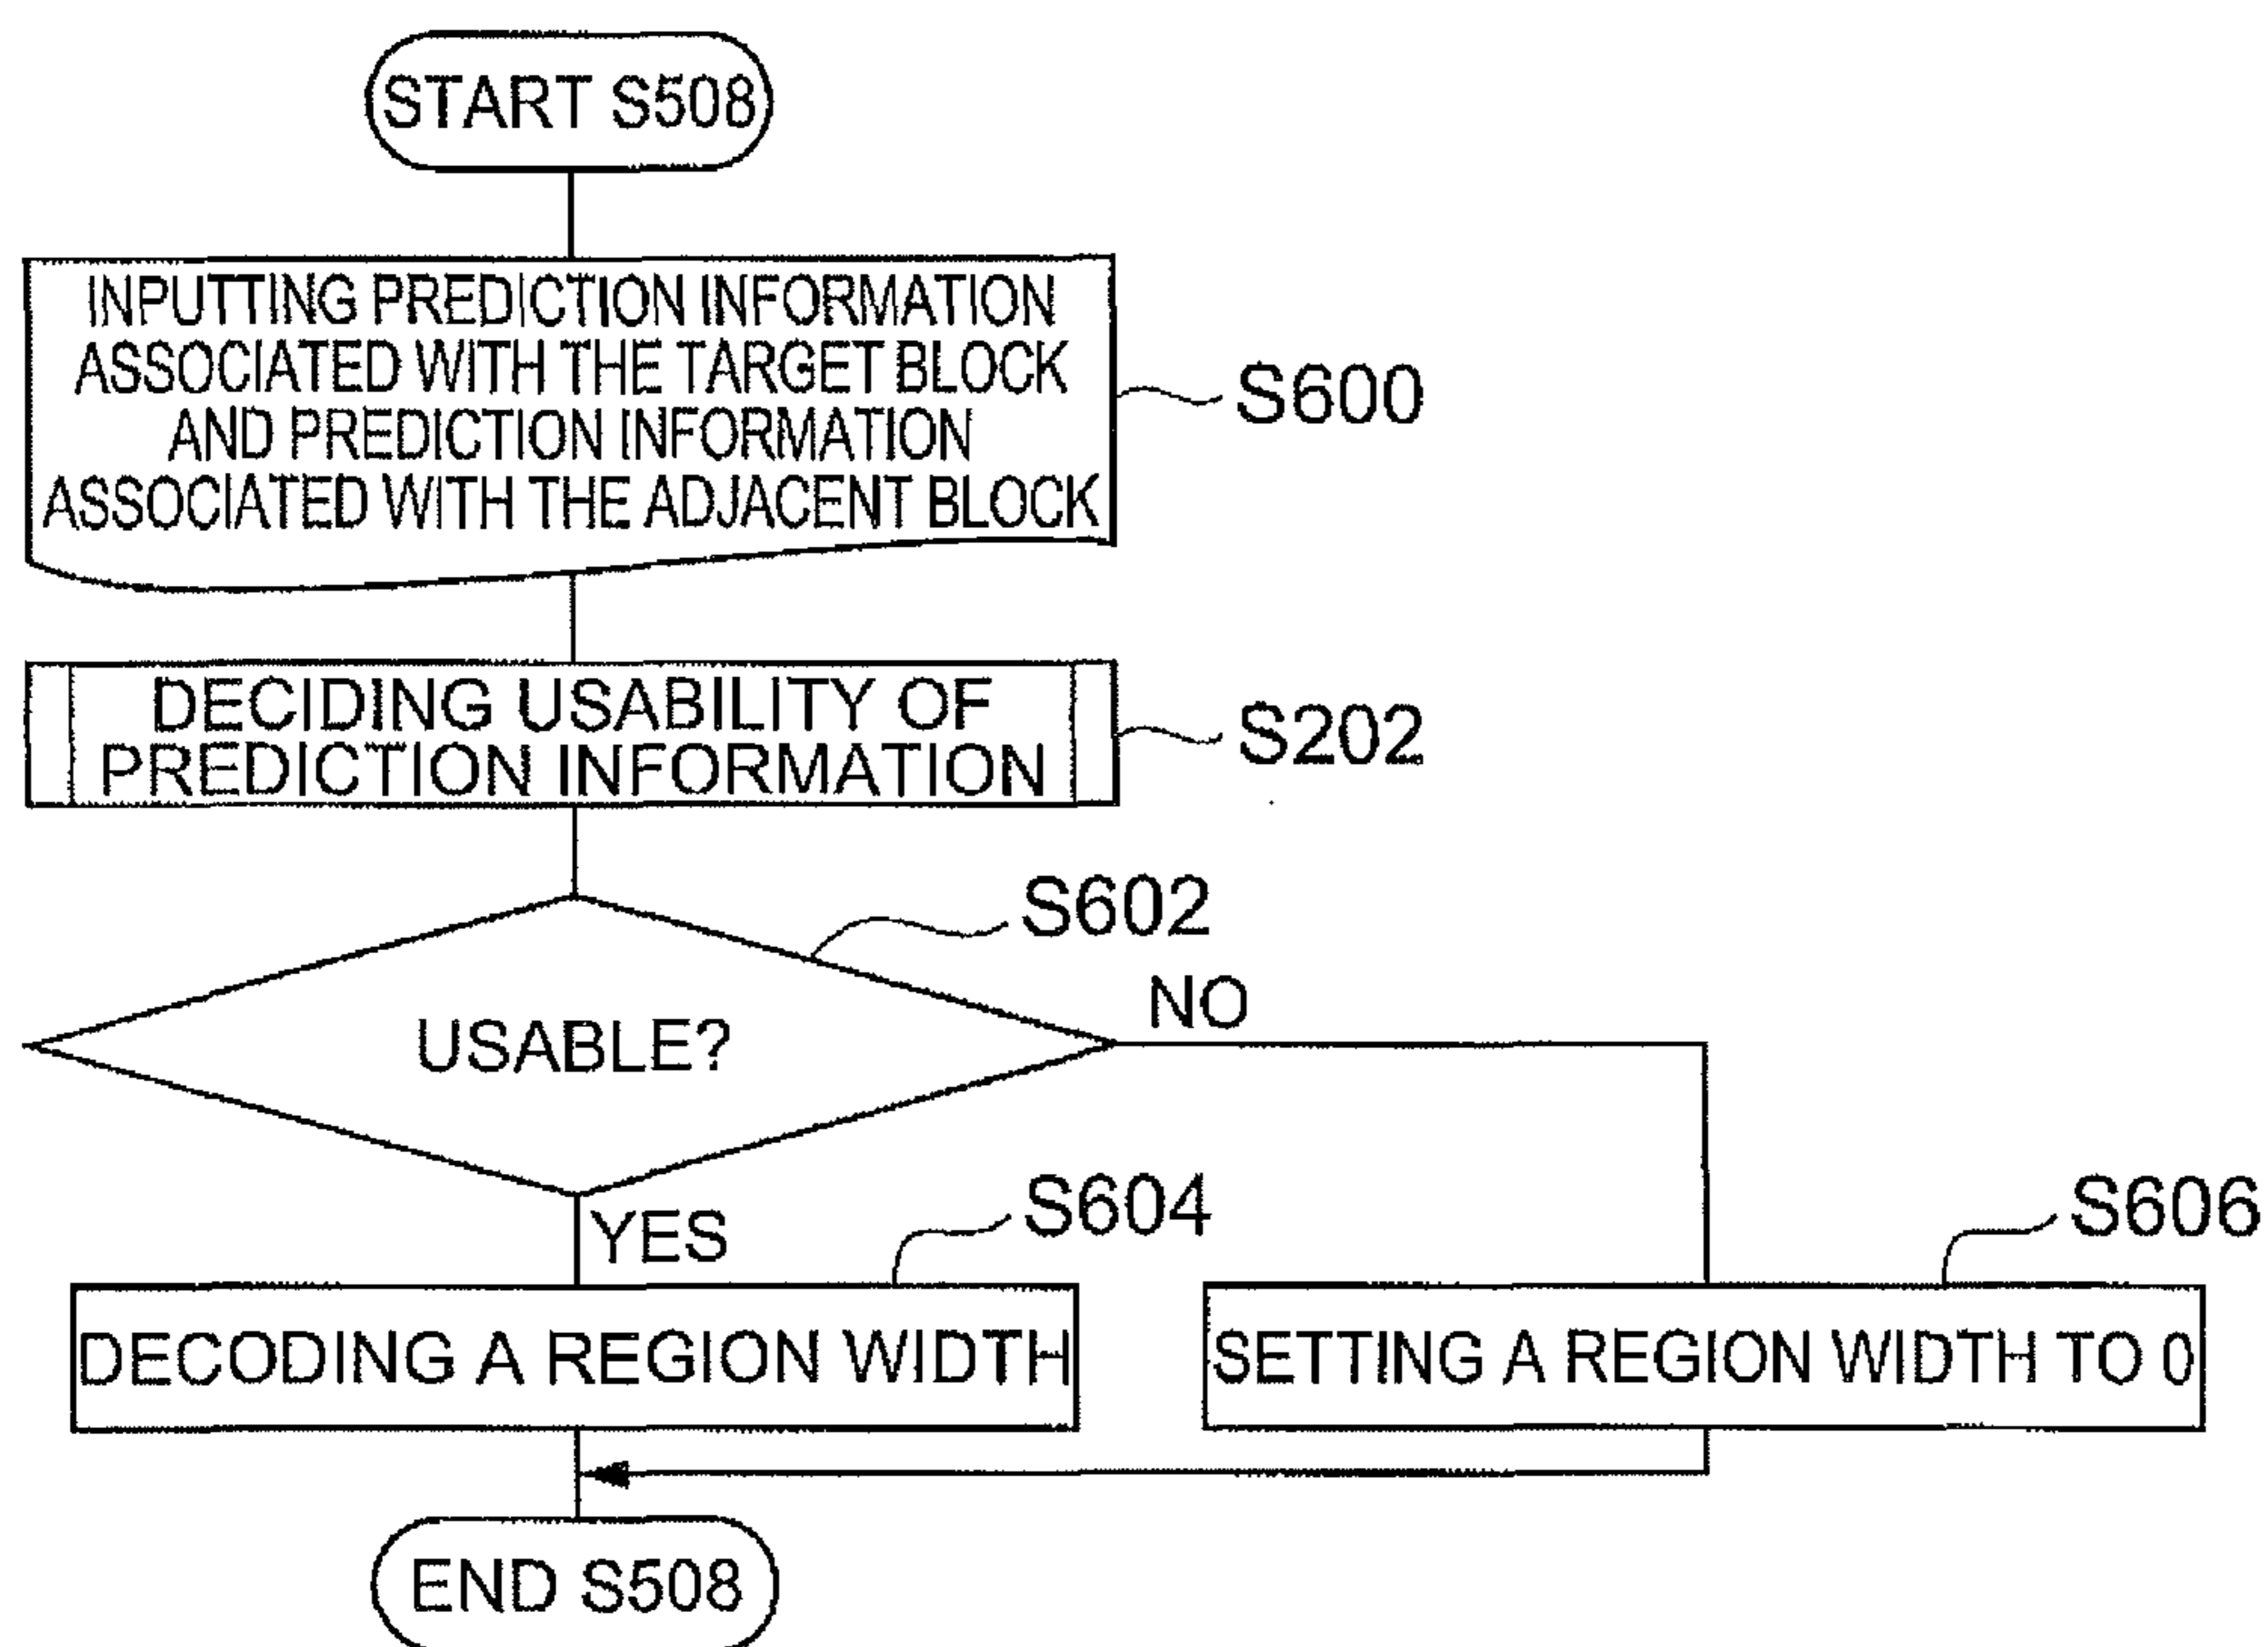 START S508
INPUTTING PREDICTION INFORMATION
ASSOCIATED WITH THE TARGET BLOCK
AND PREDICTION INFORMATION
ASSOCIATED WITH THE ADJACENT BLOCK
S600
DECIDING USABILITY OF
PREDICTION INFORMATION
S202
S602
USABLE?
NO
YES
S604
S606
DECODING A REGION WIDTH
SETTING A REGION WIDTH TO 0
END S508